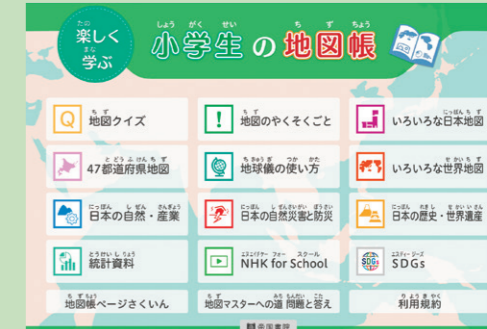 楽しく
学ぶ
小学生の地図帳
Q 地図クイズ
! 地図のやくそくごと
いろいろな日本地図
47都道府県地図
地球儀の使い方
いろいろな世界地図
日本の自然・産業
日本の自然災害と防災
日本の歴史・世界遺産
統計資料
NHK for School
SDGs SDGs
地図帳ページさくいん
地図マスターへの道 問題と答え
利用規約
帝国書院